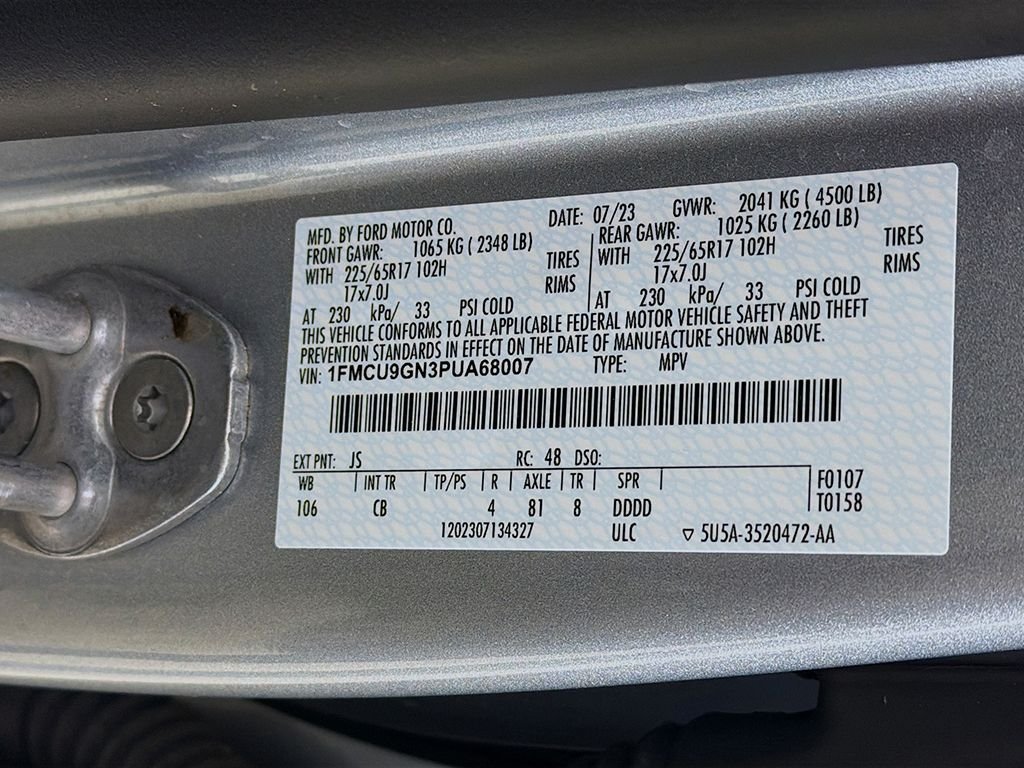 MFD. BY FORD MOTOR CO. DATE: 07/23 GVWR: 2041 KG ( 4500 LB)
FRONT GAWR: 1065 KG ( 2348 LB) REAR GAWR: 1025 KG ( 2260 LB)
WITH 225/65R17 102H TIRES WITH 225/65R17 102H TIRES
17x7.0J RIMS 17x7.0J RIMS
AT 230 kPa/ 33 PSI COLD AT 230 kPa/ 33 PSI COLD
THIS VEHICLE CONFORMS TO ALL APPLICABLE FEDERAL MOTOR VEHICLE SAFETY AND THEFT
PREVENTION STANDARDS IN EFFECT ON THE DATE OF MANUFACTURE SHOWN ABOVE.
VIN: 1FMCU9GN3PUA68007 TYPE: MPV
EXT PNT: JS RC: 48 DSO:
WB INT TR TP/PS R AXLE TR SPR F0107
106 CB 4 81 8 DDDD T0158
1202307134327 ULC ▽ 5U5A-3520472-AA